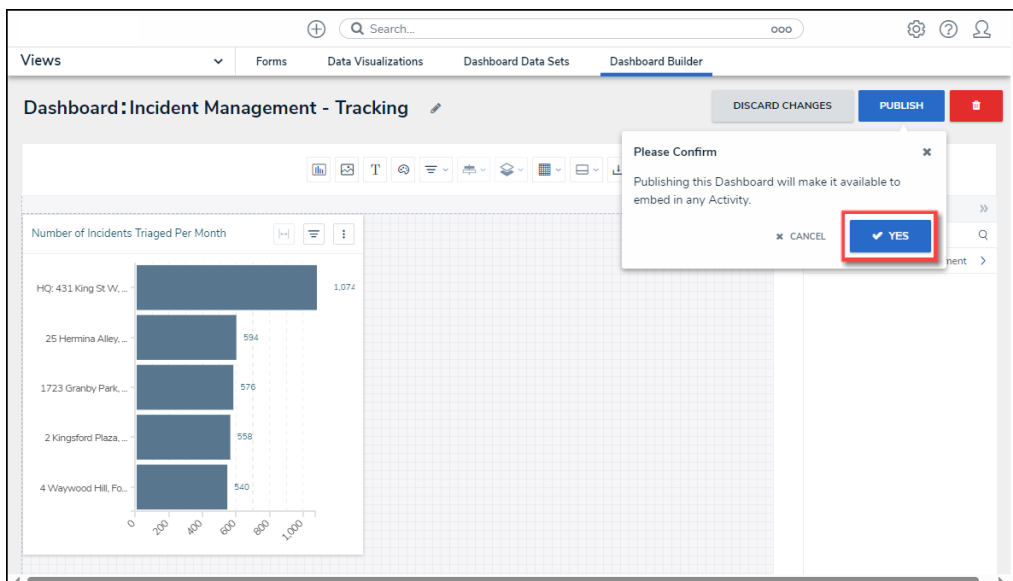 Search...
ooo
Views
Forms
Data Visualizations
Dashboard Data Sets
Dashboard Builder
Dashboard: Incident Management - Tracking
DISCARD CHANGES
PUBLISH
T
Please Confirm
Publishing this Dashboard will make it available to
embed in any Activity.
CANCEL
YES
Number of Incidents Triaged Per Month
HQ: 431 King St W, ...
1,074
25 Hermina Alley, ...
594
1723 Granby Park, ...
576
2 Kingsford Plaza, ...
558
4 Waywood Hill, Fo...
540
0 200 400 600 800 1,000